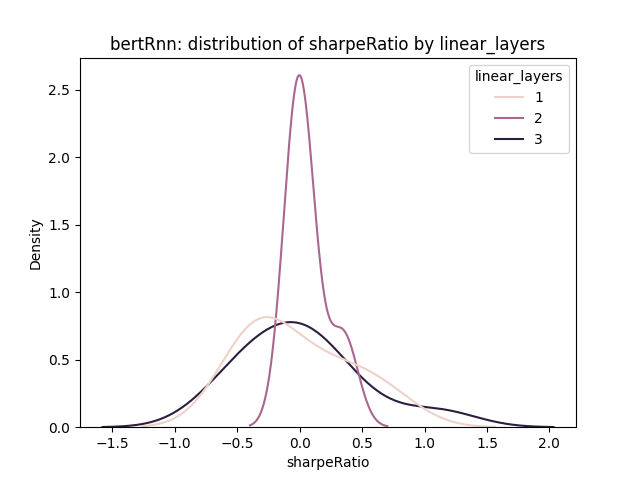 bertRnn: distribution of sharpeRatio by linear_layers
linear_layers
1
2
3
2.5
2.0
1.5
1.0
0.5
0.0
Density
−1.5 −1.0 −0.5 0.0 0.5 1.0 1.5 2.0
sharpeRatio